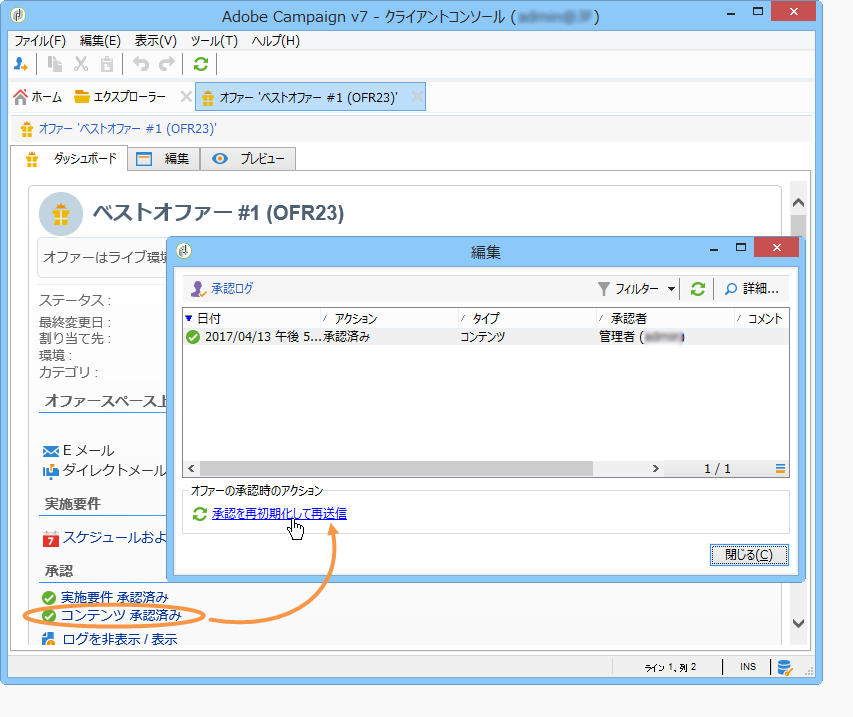 Adobe Campaign v7 - クライアントコンソール (
ファイル(F) 編集(E) 表示(V) ツール(T) ヘルプ(H)
ホーム エクスプローラー オファー 'ベストオファー #1 (OFR23)'
オファー 'ベストオファー #1 (OFR23)'
ダッシュボード 編集 プレビュー
ベストオファー #1 (OFR23)
オファーはライブ環境
ステータス :
最終変更日 :
割り当て先 :
環境 :
カテゴリ :
オファースペース上
E メール
ダイレクトメール
実施要件
7 スケジュールおよ
承認
実施要件 承認済み
コンテンツ 承認済み
ログを非表示 / 表示
編集
承認ログ フィルター 詳細...
日付 アクション タイプ 承認者 コメント
2017/04/13 午後 5... 承認済み コンテンツ 管理者 (
1 / 1
オファーの承認時のアクション
承認を再初期化して再送信
閉じる(C)
ライン 1, 列 2 INS